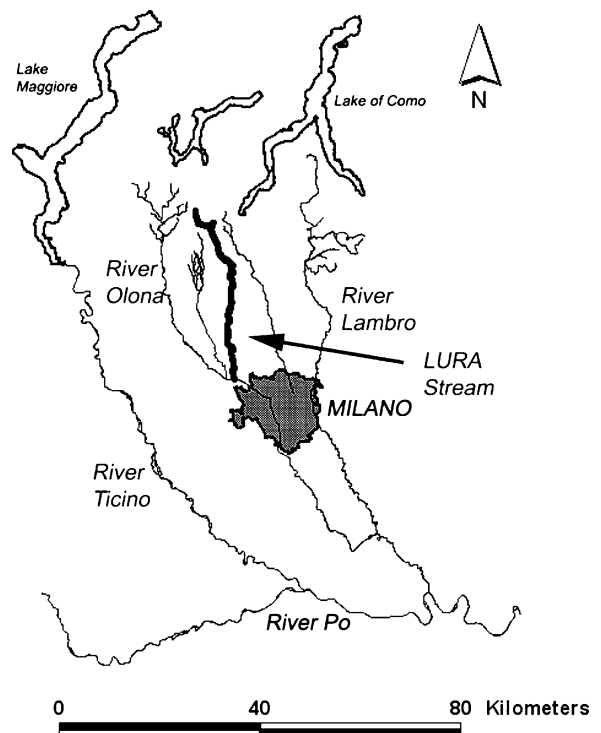 Lake
Maggiore
Lake of Como
N
River
Olona
River
Lambro
LURA
Stream
MILANO
River
Ticino
River Po
0 40 80 Kilometers